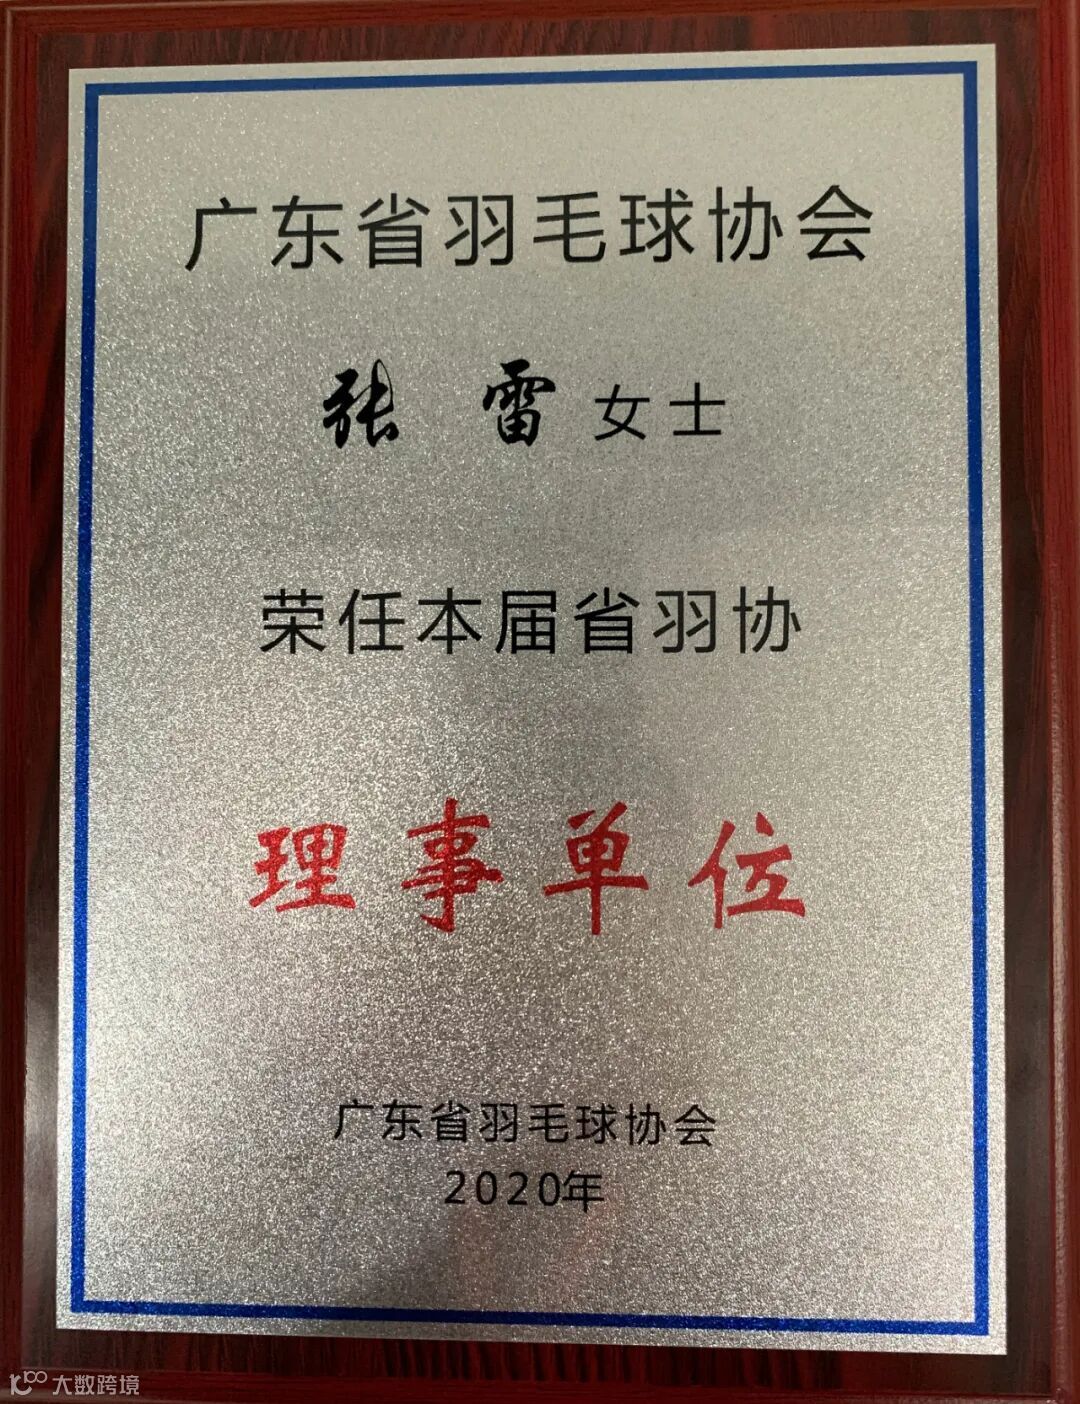 广东省羽毛球协会
张 雷 女士
荣任本届省羽协
理事单位
广东省羽毛球协会
2020年
大数跨境